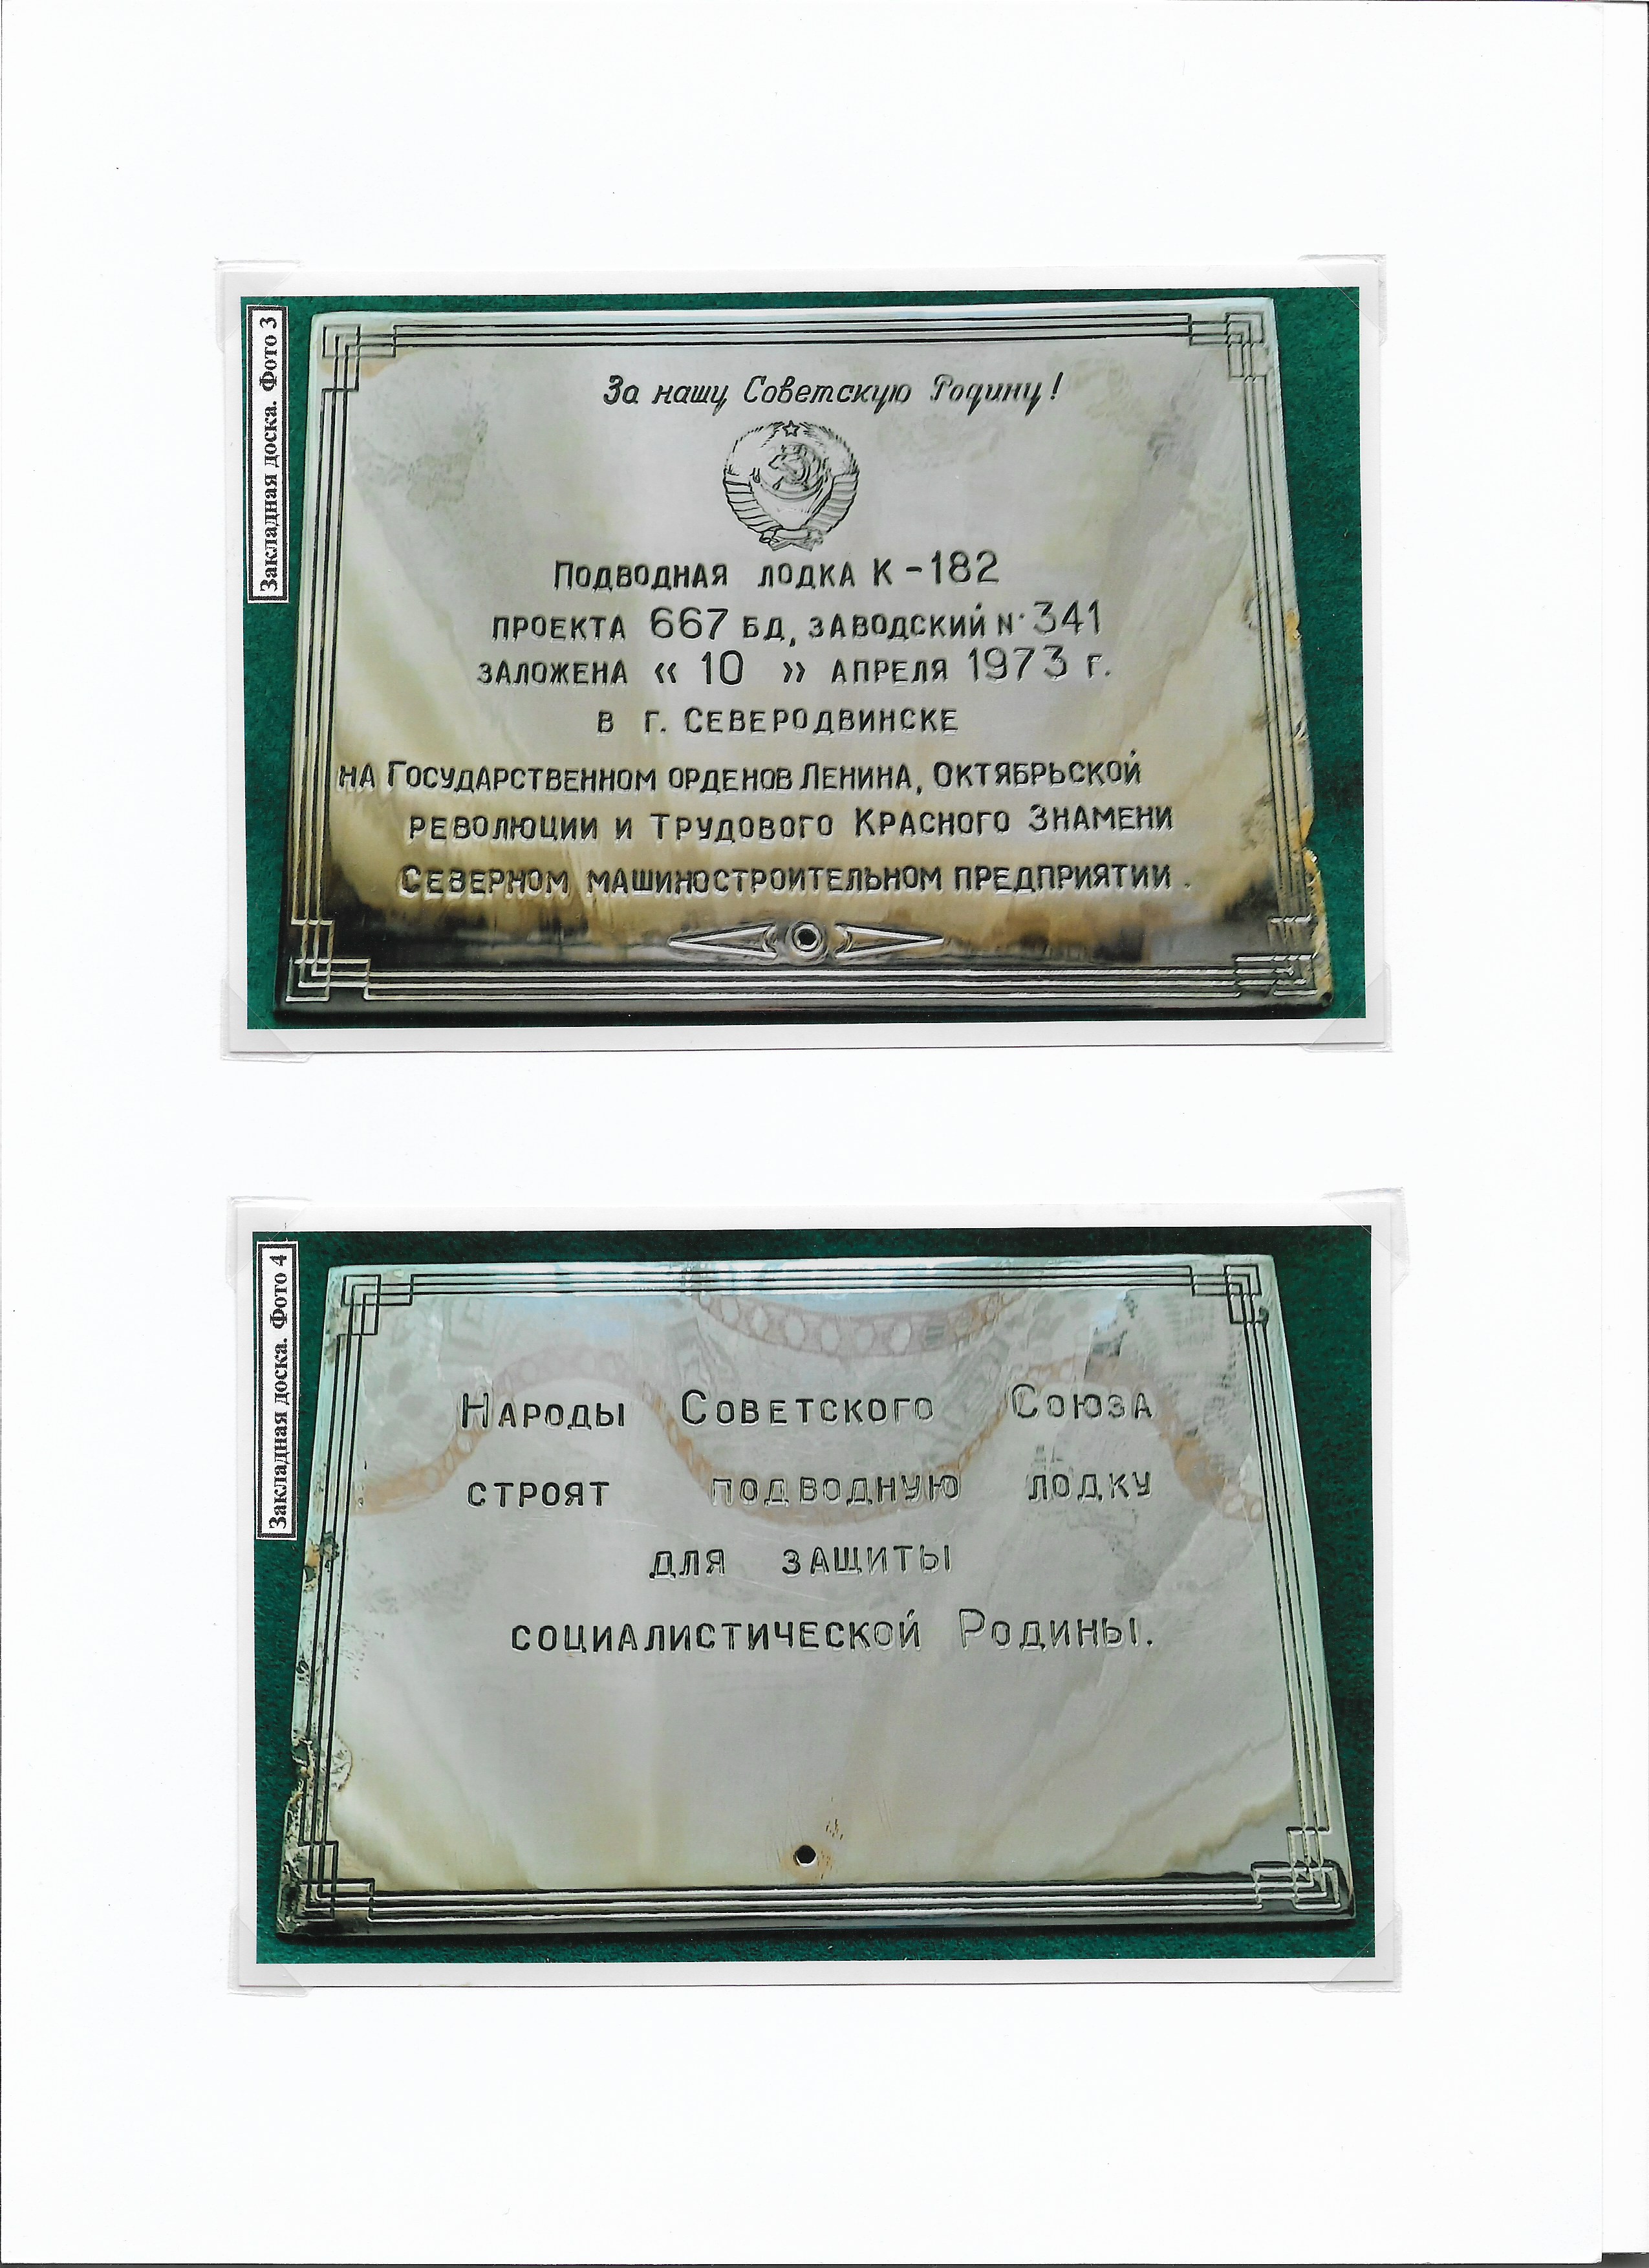 Закладная доска. Фото 3
За нашу Советскую Родину!
ПОДВОДНАЯ ЛОДКА К-182
ПРОЕКТА 667 БД, ЗАВОДСКИЙ N· 341
ЗАЛОЖЕНА « 10 » АПРЕЛЯ 1973 Г.
В Г. СЕВЕРОДВИНСКЕ
НА ГОСУДАРСТВЕННОМ ОРДЕНОВ ЛЕНИНА, ОКТЯБРЬСКОЙ
РЕВОЛЮЦИИ И ТРУДОВОГО КРАСНОГО ЗНАМЕНИ
СЕВЕРНОМ МАШИНОСТРОИТЕЛЬНОМ ПРЕДПРИЯТИИ.
Закладная доска. Фото 4
НАРОДЫ СОВЕТСКОГО СОЮЗА
СТРОЯТ ПОДВОДНУЮ ЛОДКУ
ДЛЯ ЗАЩИТЫ
СОЦИАЛИСТИЧЕСКОЙ РОДИНЫ.